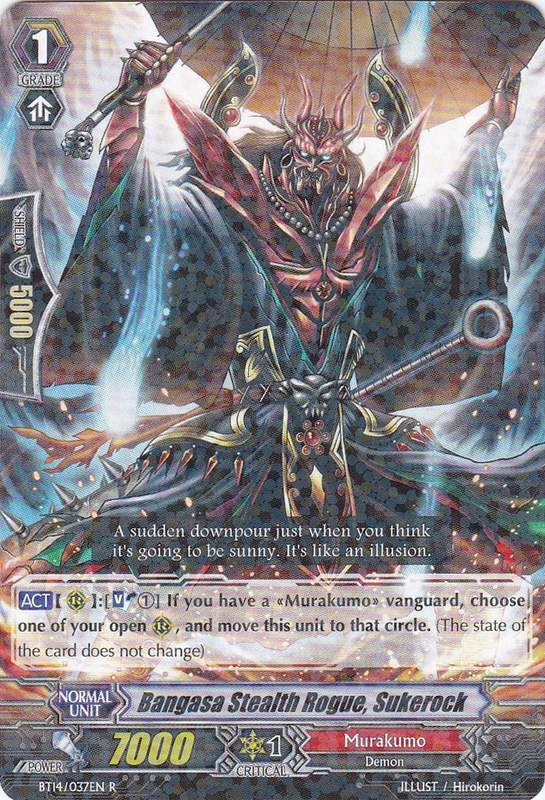 1
GRADE
SHIELD
5000
A sudden downpour just when you think
it's going to be sunny. It's like an illusion.
ACT【 】:[V ①] If you have a «Murakumo» vanguard, choose
one of your open , and move this unit to that circle. (The state of
the card does not change)
NORMAL
UNIT
Bangasa Stealth Rogue, Sukerock
POWER
7000
1
CRITICAL
Murakumo
Demon
BT14/037EN R
ILLUST / Hirokorin